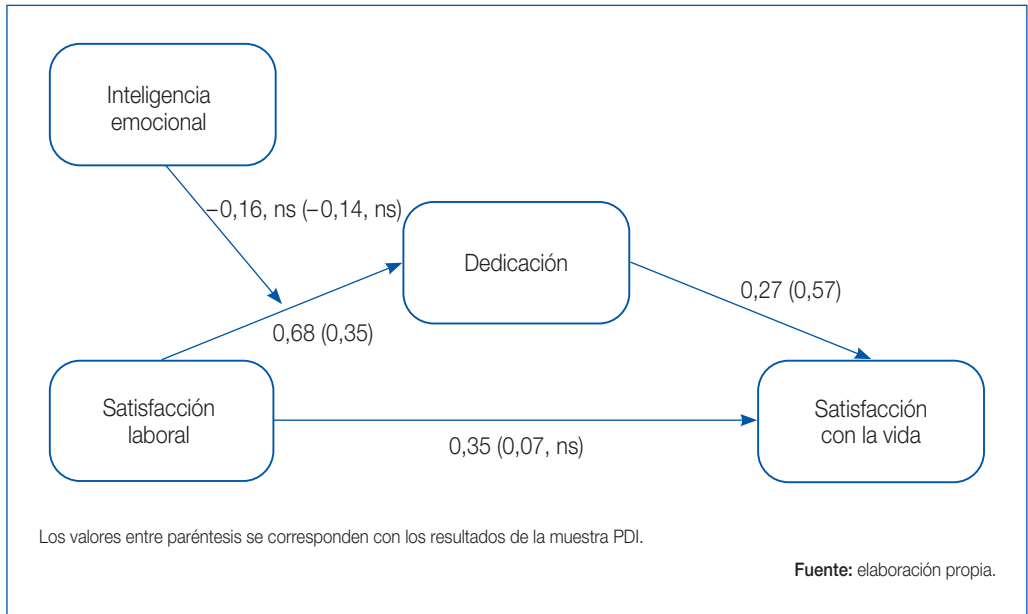 Inteligencia
emocional
−0,16, ns (−0,14, ns)
Dedicación
0,27 (0,57)
0,68 (0,35)
Satisfacción
laboral
Satisfacción
con la vida
0,35 (0,07, ns)
Los valores entre paréntesis se corresponden con los resultados de la muestra PDI.
Fuente: elaboración propia.